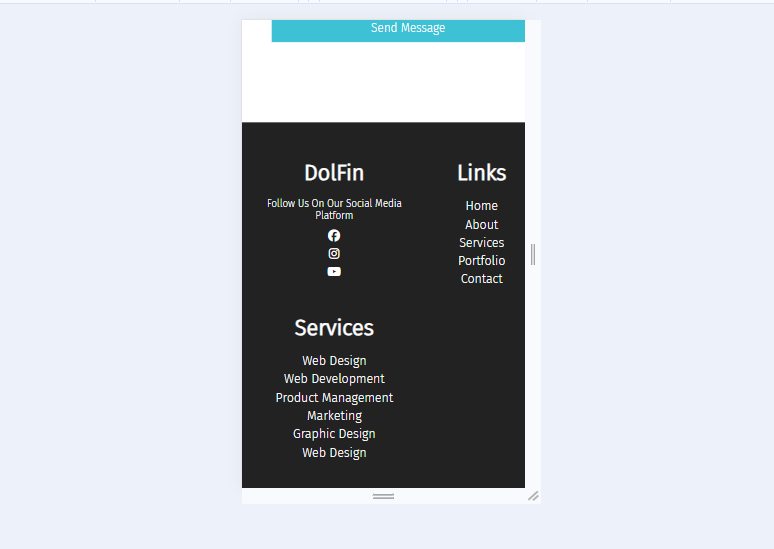 Send Message
DolFin
Follow Us On Our Social Media
Platform
Links
Home
About
Services
Portfolio
Contact
Services
Web Design
Web Development
Product Management
Marketing
Graphic Design
Web Design